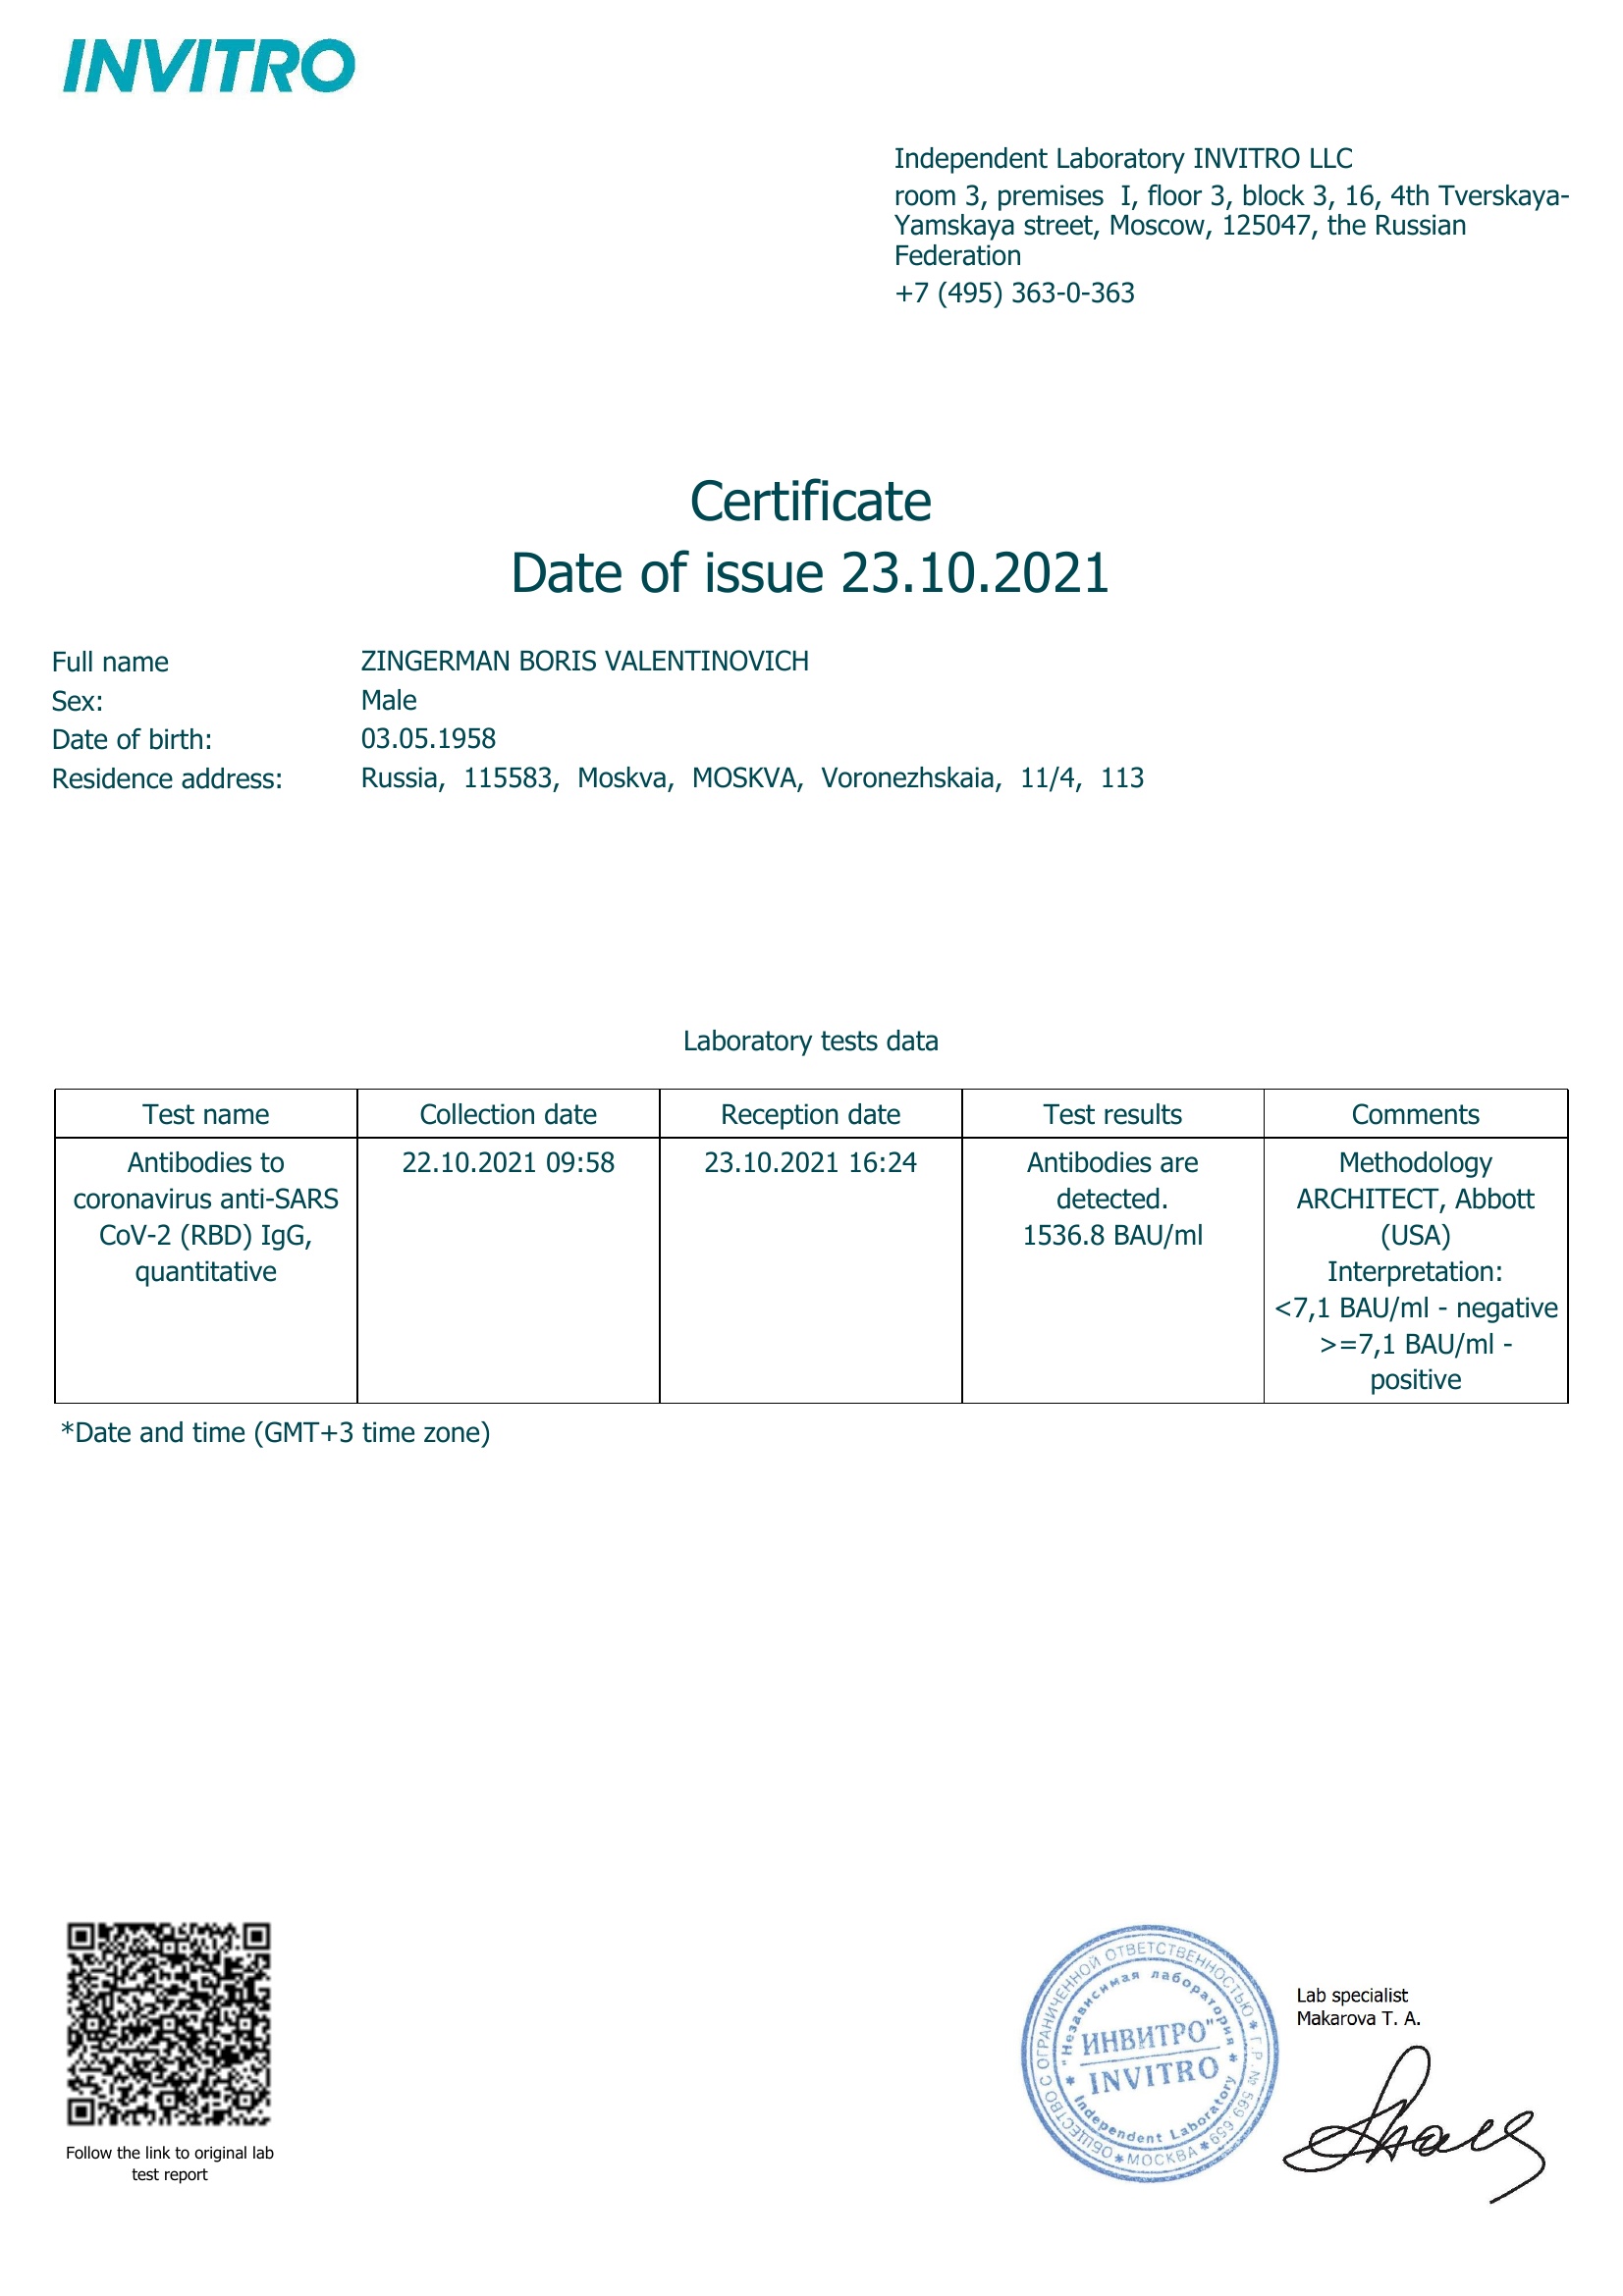 INVITRO
Independent Laboratory INVITRO LLC
room 3, premises I, floor 3, block 3, 16, 4th Tverskaya-
Yamskaya street, Moscow, 125047, the Russian
Federation
+7 (495) 363-0-363
Certificate
Date of issue 23.10.2021
Full name ZINGERMAN BORIS VALENTINOVICH
Sex: Male
Date of birth: 03.05.1958
Residence address: Russia, 115583, Moskva, MOSKVA, Voronezhskaia, 11/4, 113
Laboratory tests data
Test name Collection date Reception date Test results Comments
Antibodies to 22.10.2021 09:58 23.10.2021 16:24 Antibodies are Methodology
coronavirus anti-SARS detected. ARCHITECT, Abbott
CoV-2 (RBD) IgG, 1536.8 BAU/ml (USA)
quantitative Interpretation:
<7,1 BAU/ml - negative
>=7,1 BAU/ml -
positive
*Date and time (GMT+3 time zone)
Follow the link to original lab
test report
ОБЩЕСТВО С ОГРАНИЧЕННОЙ ОТВЕТСТВЕННОСТЬЮ * Г.Р. № 569 659 * МОСКВА *
"Независимая лаборатория
ИНВИТРО"
INVITRO
* Independent Laboratory *
Lab specialist
Makarova T. A.